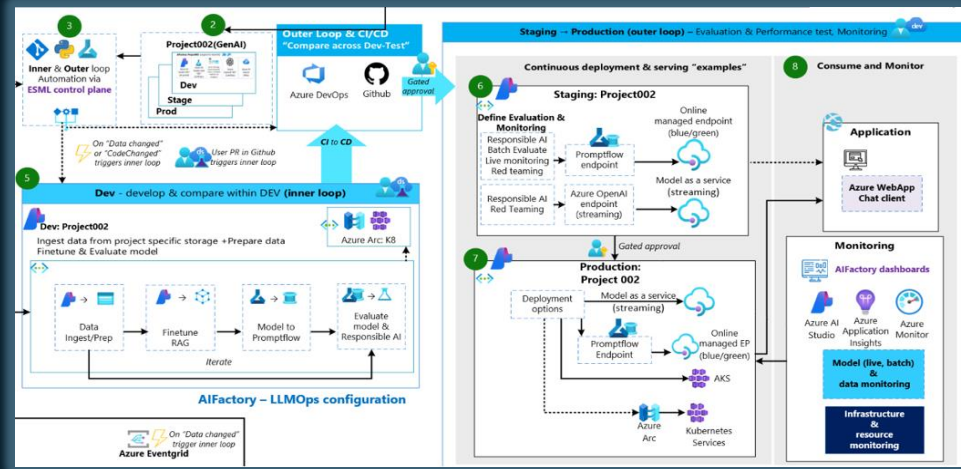 3
Inner & Outer loop
Automation via
ESML control plane
2
Project002(GenAI)
Dev
Stage
Prod
Outer Loop & CI/CD
"Compare across Dev-Test"
Azure DevOps
Github
Gated
approval
On "Data changed"
or "CodeChanged"
triggers inner loop
User PR in Github
triggers inner loop
CI to CD
5
Dev - develop & compare within DEV (inner loop)
Dev: Project002
Ingest data from project specific storage +Prepare data
Finetune & Evaluate model
Azure Arc: K8
Data
Ingest/Prep
Finetune
RAG
Model to
Promptflow
Evaluate
model &
Responsible AI
Iterate
AIFactory – LLMOps configuration
On "Data changed"
trigger inner loop
Azure Eventgrid
Staging → Production (outer loop) – Evaluation & Performance test, Monitoring
dev
Continuous deployment & serving "examples"
6
Staging: Project002
Define Evaluation &
Monitoring
Responsible AI
Batch Evaluate
Live monitoring
Red teaming
Promptflow
endpoint
Online
managed endpoint
(blue/green)
Responsible AI
Red Teaming
Azure OpenAI
endpoint
(streaming)
Model as a service
(streaming)
Gated approval
7
Production:
Project 002
Deployment
options
Model as a service
(streaming)
Promptflow
Endpoint
Online
managed EP
(blue/green)
AKS
Azure
Arc
Kubernetes
Services
8
Consume and Monitor
Application
Azure WebApp
Chat client
Monitoring
AIFactory dashboards
Azure AI
Studio
Azure
Application
Insights
Azure
Monitor
Model (live, batch)
&
data monitoring
Infrastructure
&
resource
monitoring